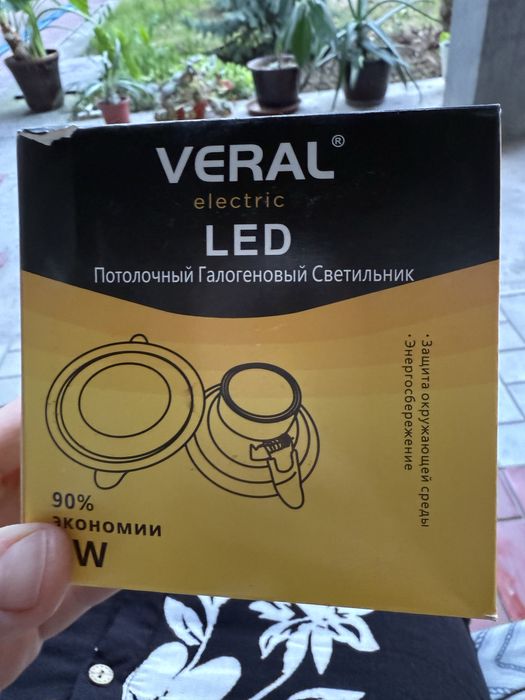 VERAL®
electric
LED
Потолочный Галогеновый Светильник
· Защита окружающей среды
· Энергосбережение
90%
экономии
W